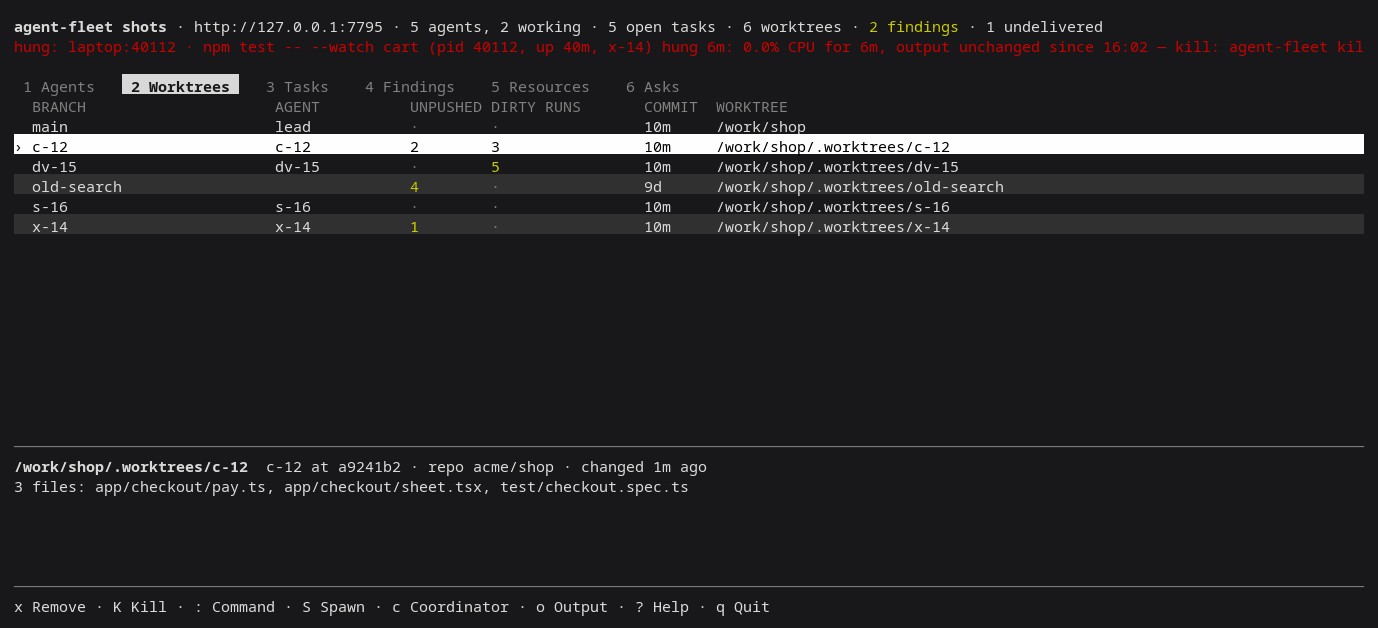 agent-fleet shots · http://127.0.0.1:7795 · 5 agents, 2 working · 5 open tasks · 6 worktrees · 2 findings · 1 undelivered
hung: laptop:40112 · npm test -- --watch cart (pid 40112, up 40m, x-14) hung 6m: 0.0% CPU for 6m, output unchanged since 16:02 — kill: agent-fleet kil
1 Agents 2 Worktrees 3 Tasks 4 Findings 5 Resources 6 Asks
BRANCH AGENT UNPUSHED DIRTY RUNS COMMIT WORKTREE
main lead · · 10m /work/shop
› c-12 c-12 2 3 10m /work/shop/.worktrees/c-12
dv-15 dv-15 · 5 10m /work/shop/.worktrees/dv-15
old-search 4 · 9d /work/shop/.worktrees/old-search
s-16 s-16 · · 10m /work/shop/.worktrees/s-16
x-14 x-14 1 · 10m /work/shop/.worktrees/x-14
/work/shop/.worktrees/c-12 c-12 at a9241b2 · repo acme/shop · changed 1m ago
3 files: app/checkout/pay.ts, app/checkout/sheet.tsx, test/checkout.spec.ts
x Remove · K Kill · : Command · S Spawn · c Coordinator · o Output · ? Help · q Quit